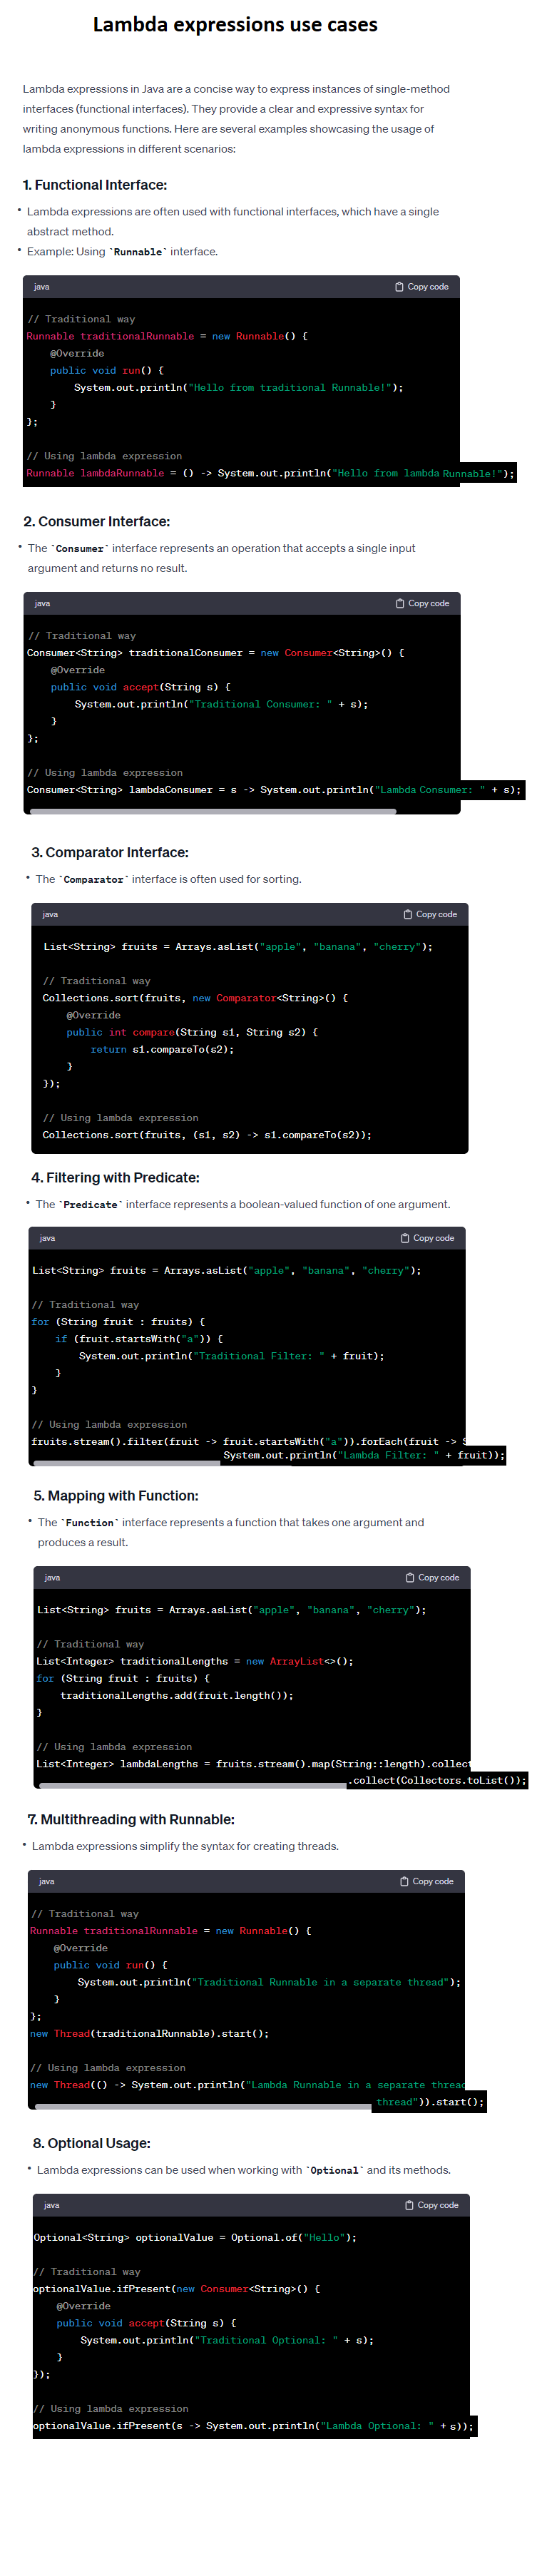 Lambda expressions use cases
Lambda expressions in Java are a concise way to express instances of single-method
interfaces (functional interfaces). They provide a clear and expressive syntax for
writing anonymous functions. Here are several examples showcasing the usage of
lambda expressions in different scenarios:
1. Functional Interface:
• Lambda expressions are often used with functional interfaces, which have a single
abstract method.
• Example: Using `Runnable` interface.
java Copy code
// Traditional way
Runnable traditionalRunnable = new Runnable() {
    @Override
    public void run() {
        System.out.println("Hello from traditional Runnable!");
    }
};
// Using lambda expression
Runnable lambdaRunnable = () -> System.out.println("Hello from lambda Runnable!");
2. Consumer Interface:
• The `Consumer` interface represents an operation that accepts a single input
argument and returns no result.
java Copy code
// Traditional way
Consumer<String> traditionalConsumer = new Consumer<String>() {
    @Override
    public void accept(String s) {
        System.out.println("Traditional Consumer: " + s);
    }
};
// Using lambda expression
Consumer<String> lambdaConsumer = s -> System.out.println("Lambda Consumer: " + s);
3. Comparator Interface:
• The `Comparator` interface is often used for sorting.
java Copy code
List<String> fruits = Arrays.asList("apple", "banana", "cherry");
// Traditional way
Collections.sort(fruits, new Comparator<String>() {
    @Override
    public int compare(String s1, String s2) {
        return s1.compareTo(s2);
    }
});
// Using lambda expression
Collections.sort(fruits, (s1, s2) -> s1.compareTo(s2));
4. Filtering with Predicate:
• The `Predicate` interface represents a boolean-valued function of one argument.
java Copy code
List<String> fruits = Arrays.asList("apple", "banana", "cherry");
// Traditional way
for (String fruit : fruits) {
    if (fruit.startsWith("a")) {
        System.out.println("Traditional Filter: " + fruit);
    }
}
// Using lambda expression
fruits.stream().filter(fruit -> fruit.startsWith("a")).forEach(fruit -> S
System.out.println("Lambda Filter: " + fruit));
5. Mapping with Function:
• The `Function` interface represents a function that takes one argument and
produces a result.
java Copy code
List<String> fruits = Arrays.asList("apple", "banana", "cherry");
// Traditional way
List<Integer> traditionalLengths = new ArrayList<>();
for (String fruit : fruits) {
    traditionalLengths.add(fruit.length());
}
// Using lambda expression
List<Integer> lambdaLengths = fruits.stream().map(String::length).collect
.collect(Collectors.toList());
7. Multithreading with Runnable:
• Lambda expressions simplify the syntax for creating threads.
java Copy code
// Traditional way
Runnable traditionalRunnable = new Runnable() {
    @Override
    public void run() {
        System.out.println("Traditional Runnable in a separate thread");
    }
};
new Thread(traditionalRunnable).start();
// Using lambda expression
new Thread(() -> System.out.println("Lambda Runnable in a separate thread
thread")).start();
8. Optional Usage:
• Lambda expressions can be used when working with `Optional` and its methods.
java Copy code
Optional<String> optionalValue = Optional.of("Hello");
// Traditional way
optionalValue.ifPresent(new Consumer<String>() {
    @Override
    public void accept(String s) {
        System.out.println("Traditional Optional: " + s);
    }
});
// Using lambda expression
optionalValue.ifPresent(s -> System.out.println("Lambda Optional: " + s));